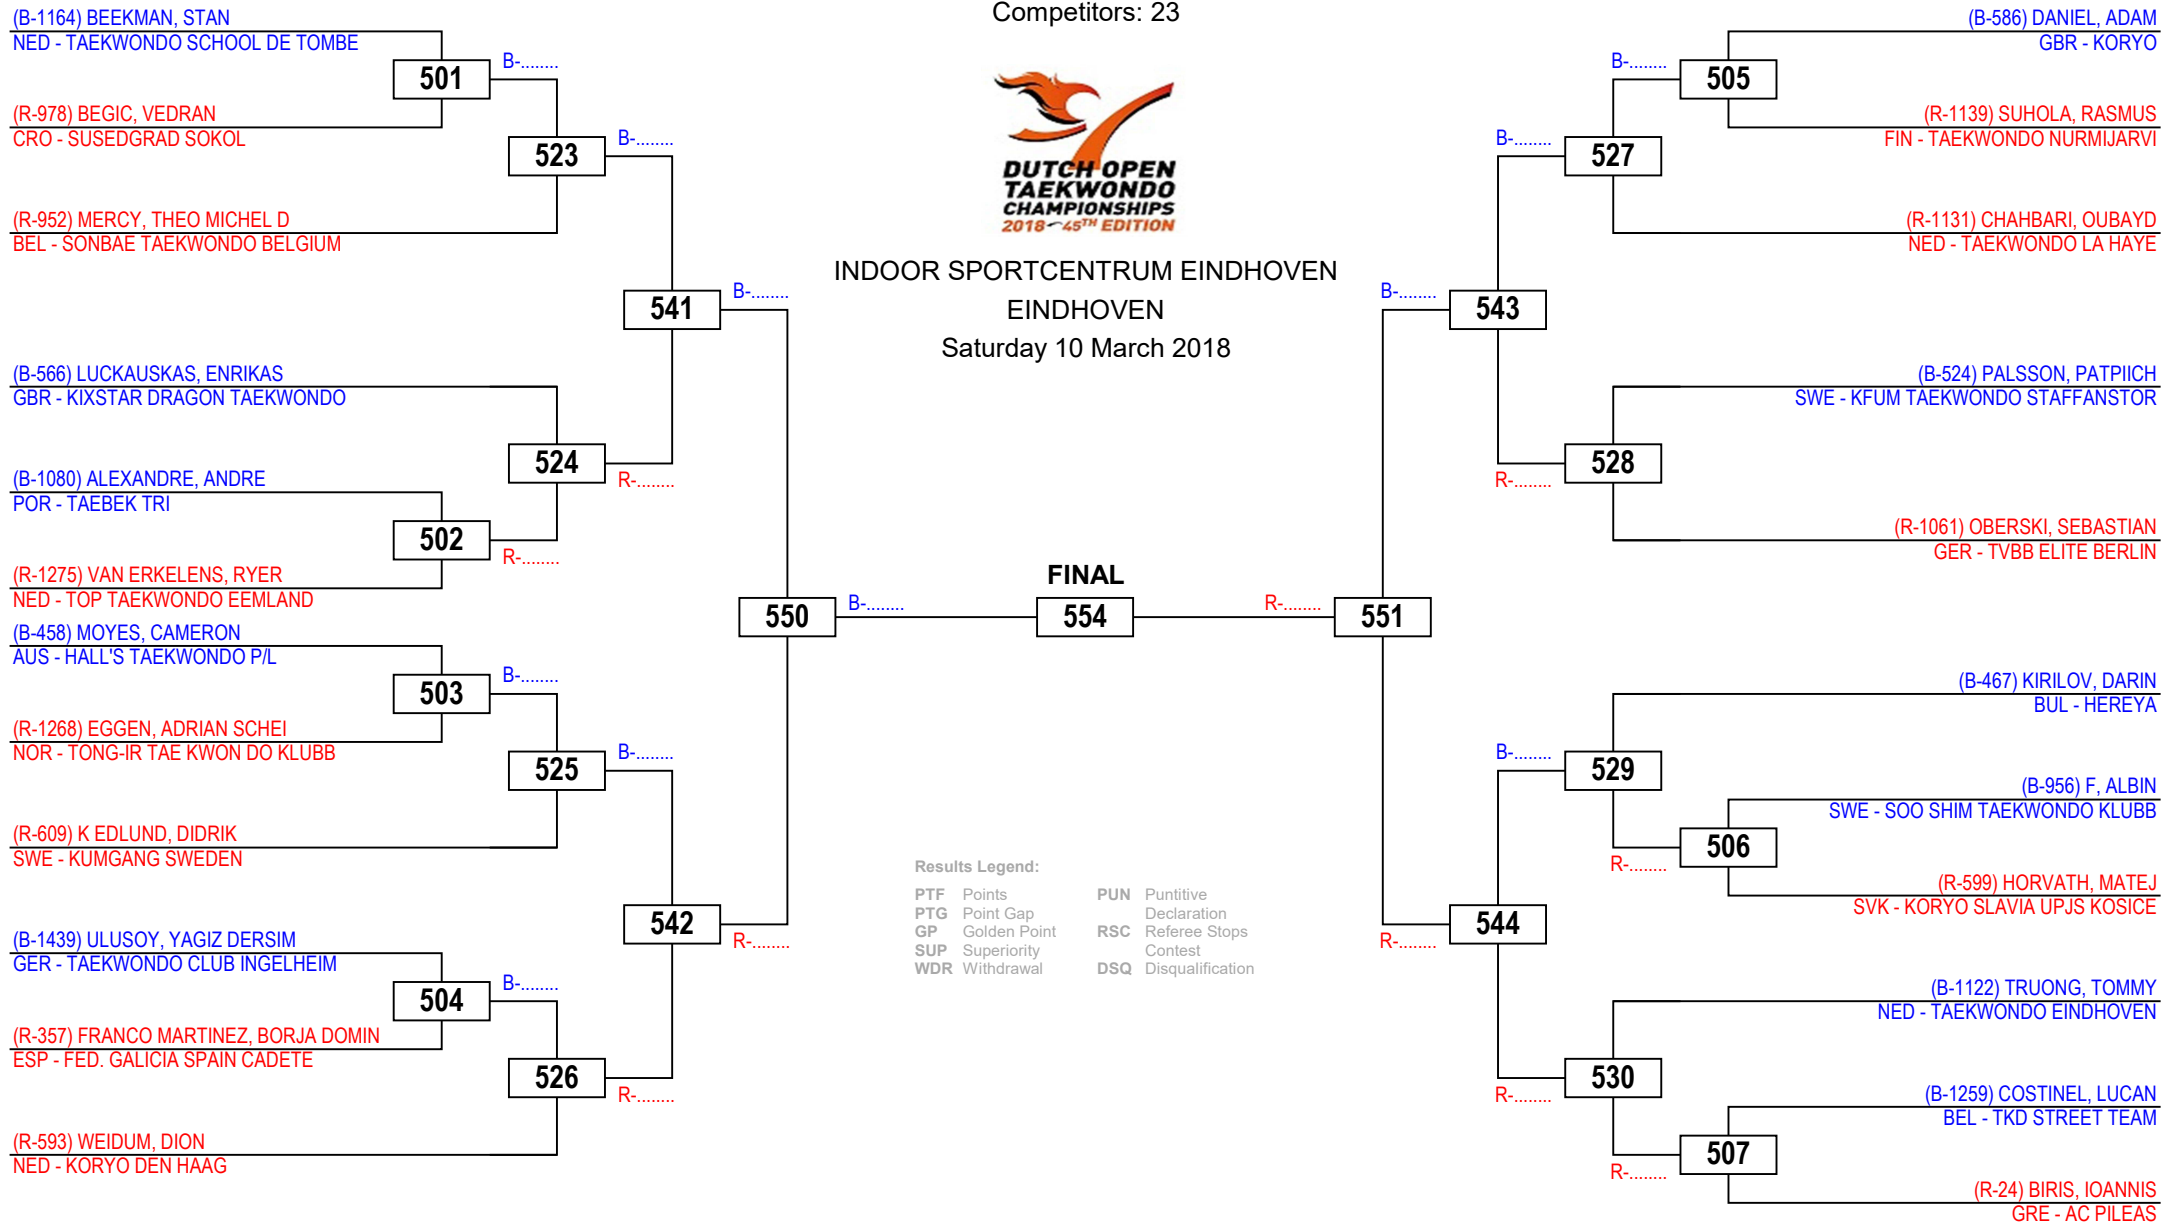 Competitors: 23
DUTCH OPEN
TAEKWONDO
CHAMPIONSHIPS
2018 45TH EDITION
INDOOR SPORTCENTRUM EINDHOVEN
EINDHOVEN
Saturday 10 March 2018
(B-1164) BEEKMAN, STAN
NED - TAEKWONDO SCHOOL DE TOMBE
501
B-........
(R-978) BEGIC, VEDRAN
CRO - SUSEDGRAD SOKOL
523
B-........
(R-952) MERCY, THEO MICHEL D
BEL - SONBAE TAEKWONDO BELGIUM
541
B-........
(B-566) LUCKAUSKAS, ENRIKAS
GBR - KIXSTAR DRAGON TAEKWONDO
524
R-........
(B-1080) ALEXANDRE, ANDRE
POR - TAEBEK TRI
502
R-........
(R-1275) VAN ERKELENS, RYER
NED - TOP TAEKWONDO EEMLAND
550
B-........
(B-458) MOYES, CAMERON
AUS - HALL'S TAEKWONDO P/L
503
B-........
(R-1268) EGGEN, ADRIAN SCHEI
NOR - TONG-IR TAE KWON DO KLUBB
525
B-........
(R-609) K EDLUND, DIDRIK
SWE - KUMGANG SWEDEN
542
R-........
(B-1439) ULUSOY, YAGIZ DERSIM
GER - TAEKWONDO CLUB INGELHEIM
504
B-........
(R-357) FRANCO MARTINEZ, BORJA DOMIN
ESP - FED. GALICIA SPAIN CADETE
526
R-........
(R-593) WEIDUM, DION
NED - KORYO DEN HAAG
FINAL
554
Results Legend:
PTF Points
PTG Point Gap
GP Golden Point
SUP Superiority
WDR Withdrawal
PUN Puntitive
Declaration
RSC Referee Stops
Contest
DSQ Disqualification
(B-586) DANIEL, ADAM
GBR - KORYO
B-........
505
(R-1139) SUHOLA, RASMUS
FIN - TAEKWONDO NURMIJARVI
B-........
527
(R-1131) CHAHBARI, OUBAYD
NED - TAEKWONDO LA HAYE
B-........
543
(B-524) PALSSON, PATPIICH
SWE - KFUM TAEKWONDO STAFFANSTOR
R-........
528
(R-1061) OBERSKI, SEBASTIAN
GER - TVBB ELITE BERLIN
R-........
551
(B-467) KIRILOV, DARIN
BUL - HEREYA
B-........
529
(B-956) F, ALBIN
SWE - SOO SHIM TAEKWONDO KLUBB
R-........
506
(R-599) HORVATH, MATEJ
SVK - KORYO SLAVIA UPJS KOSICE
R-........
544
(B-1122) TRUONG, TOMMY
NED - TAEKWONDO EINDHOVEN
R-........
530
(B-1259) COSTINEL, LUCAN
BEL - TKD STREET TEAM
R-........
507
(R-24) BIRIS, IOANNIS
GRE - AC PILEAS